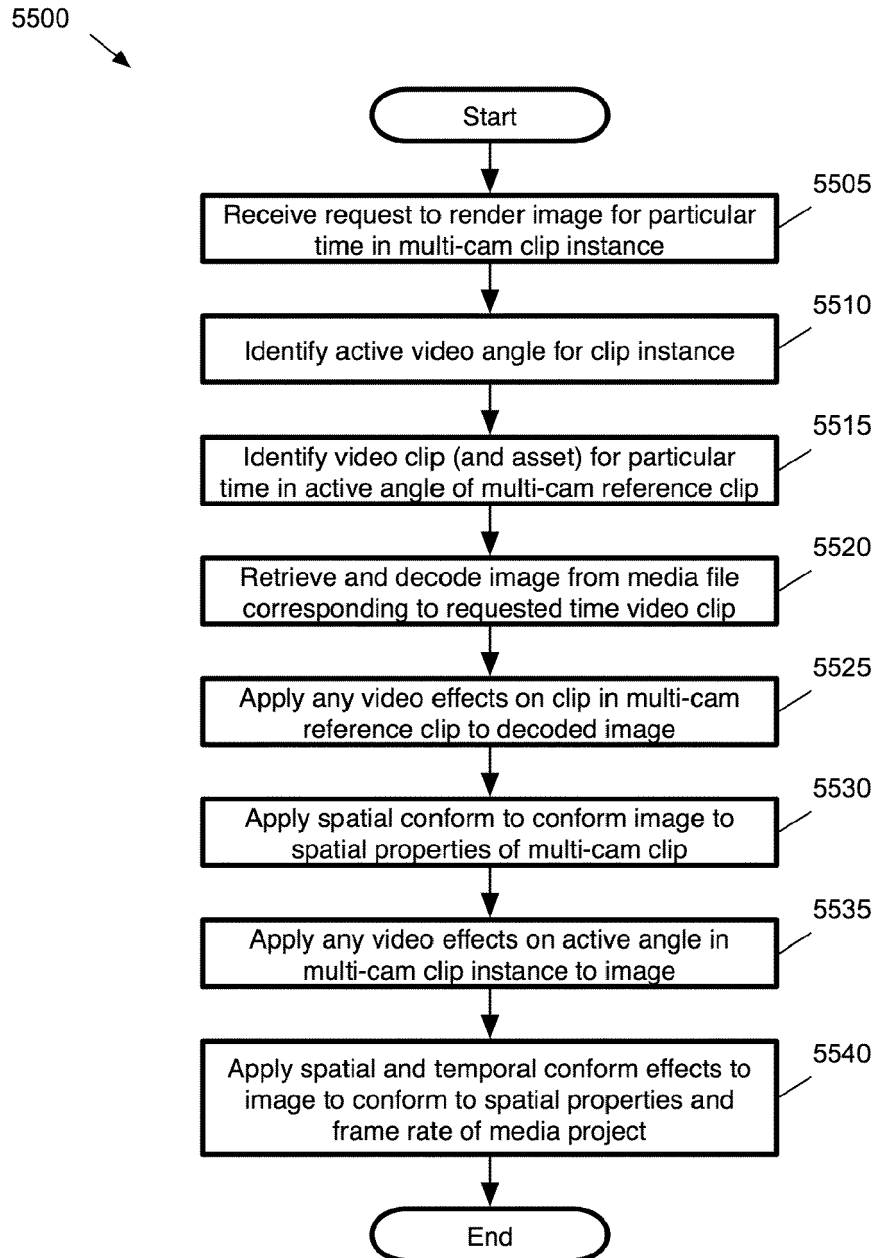 5500
Start
5505
Receive request to render image for particular
time in multi-cam clip instance
5510
Identify active video angle for clip instance
5515
Identify video clip (and asset) for particular
time in active angle of multi-cam reference clip
5520
Retrieve and decode image from media file
corresponding to requested time video clip
5525
Apply any video effects on clip in multi-cam
reference clip to decoded image
5530
Apply spatial conform to conform image to
spatial properties of multi-cam clip
5535
Apply any video effects on active angle in
multi-cam clip instance to image
5540
Apply spatial and temporal conform effects to
image to conform to spatial properties and
frame rate of media project
End